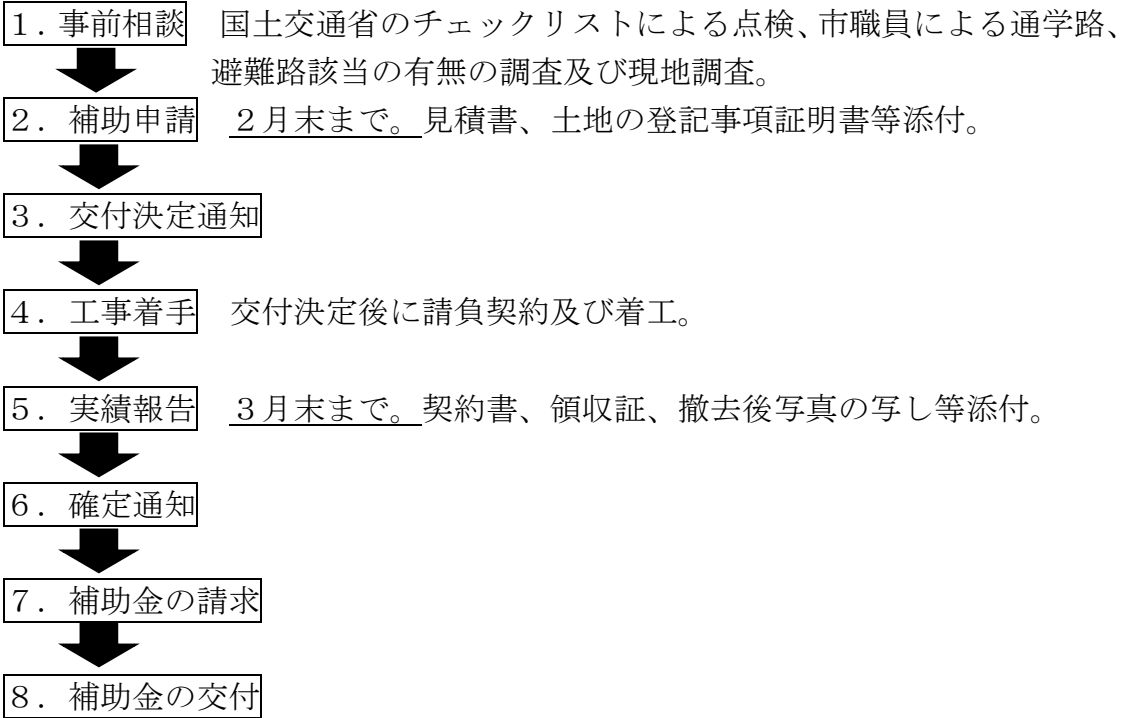 １．事前相談　国土交通省のチェックリストによる点検、市職員による通学路、
避難路該当の有無の調査及び現地調査。
２．補助申請　２月末まで。見積書、土地の登記事項証明書等添付。
３．交付決定通知
４．工事着手　交付決定後に請負契約及び着工。
５．実績報告　３月末まで。契約書、領収証、撤去後写真の写し等添付。
６．確定通知
７．補助金の請求
８．補助金の交付